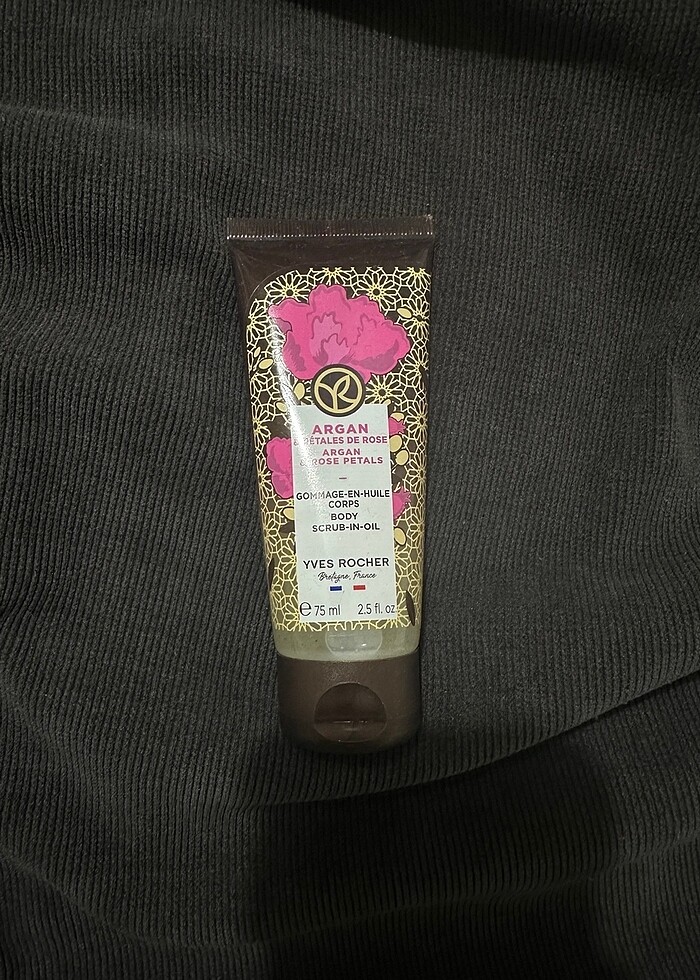 ARGAN
& PÉTALES DE ROSE
ARGAN
& ROSE PETALS
GOMMAGE-EN-HUILE
CORPS
BODY
SCRUB-IN-OIL
YVES ROCHER
Bretagne, France
℮ 75 ml 2.5 fl. oz